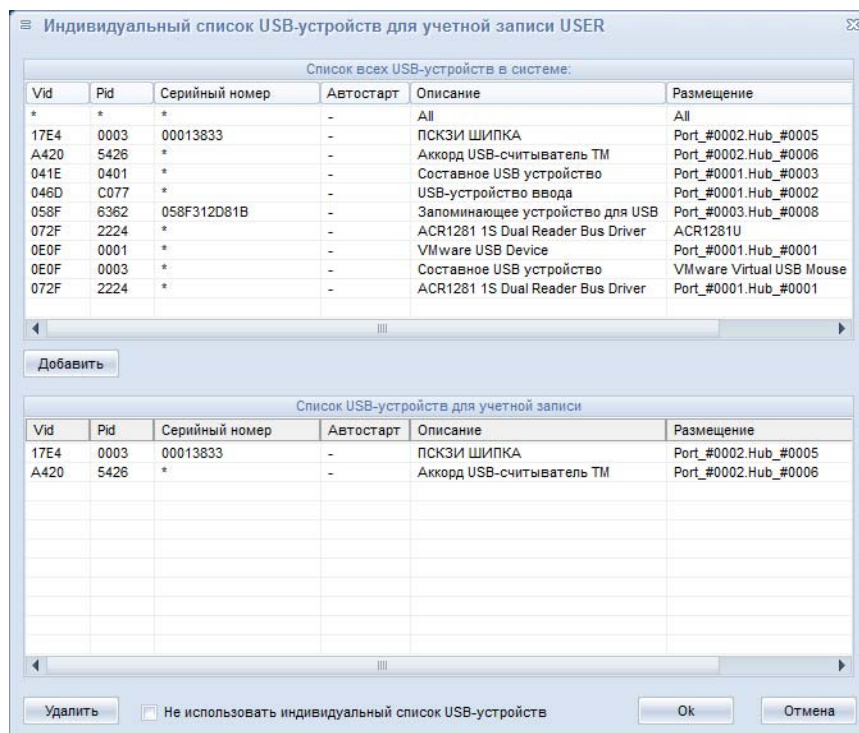 Индивидуальный список USB-устройств для учетной записи USER
Список всех USB-устройств в системе:
Vid Pid Серийный номер Автостарт Описание Размещение
* * * - All All
17E4 0003 00013833 - ПСКЗИ ШИПКА Port_#0002.Hub_#0005
A420 5426 * - Аккорд USB-считыватель ТМ Port_#0002.Hub_#0006
041E 0401 * - Составное USB устройство Port_#0001.Hub_#0003
046D C077 * - USB-устройство ввода Port_#0001.Hub_#0002
058F 6362 058F312D81B - Запоминающее устройство для USB Port_#0003.Hub_#0008
072F 2224 * - ACR1281 1S Dual Reader Bus Driver ACR1281U
0E0F 0001 * - VMware USB Device Port_#0001.Hub_#0001
0E0F 0003 * - Составное USB устройство VMware Virtual USB Mouse
072F 2224 * - ACR1281 1S Dual Reader Bus Driver Port_#0001.Hub_#0001
Добавить
Список USB-устройств для учетной записи
Vid Pid Серийный номер Автостарт Описание Размещение
17E4 0003 00013833 - ПСКЗИ ШИПКА Port_#0002.Hub_#0005
A420 5426 * - Аккорд USB-считыватель ТМ Port_#0002.Hub_#0006
Удалить Не использовать индивидуальный список USB-устройств Ok Отмена